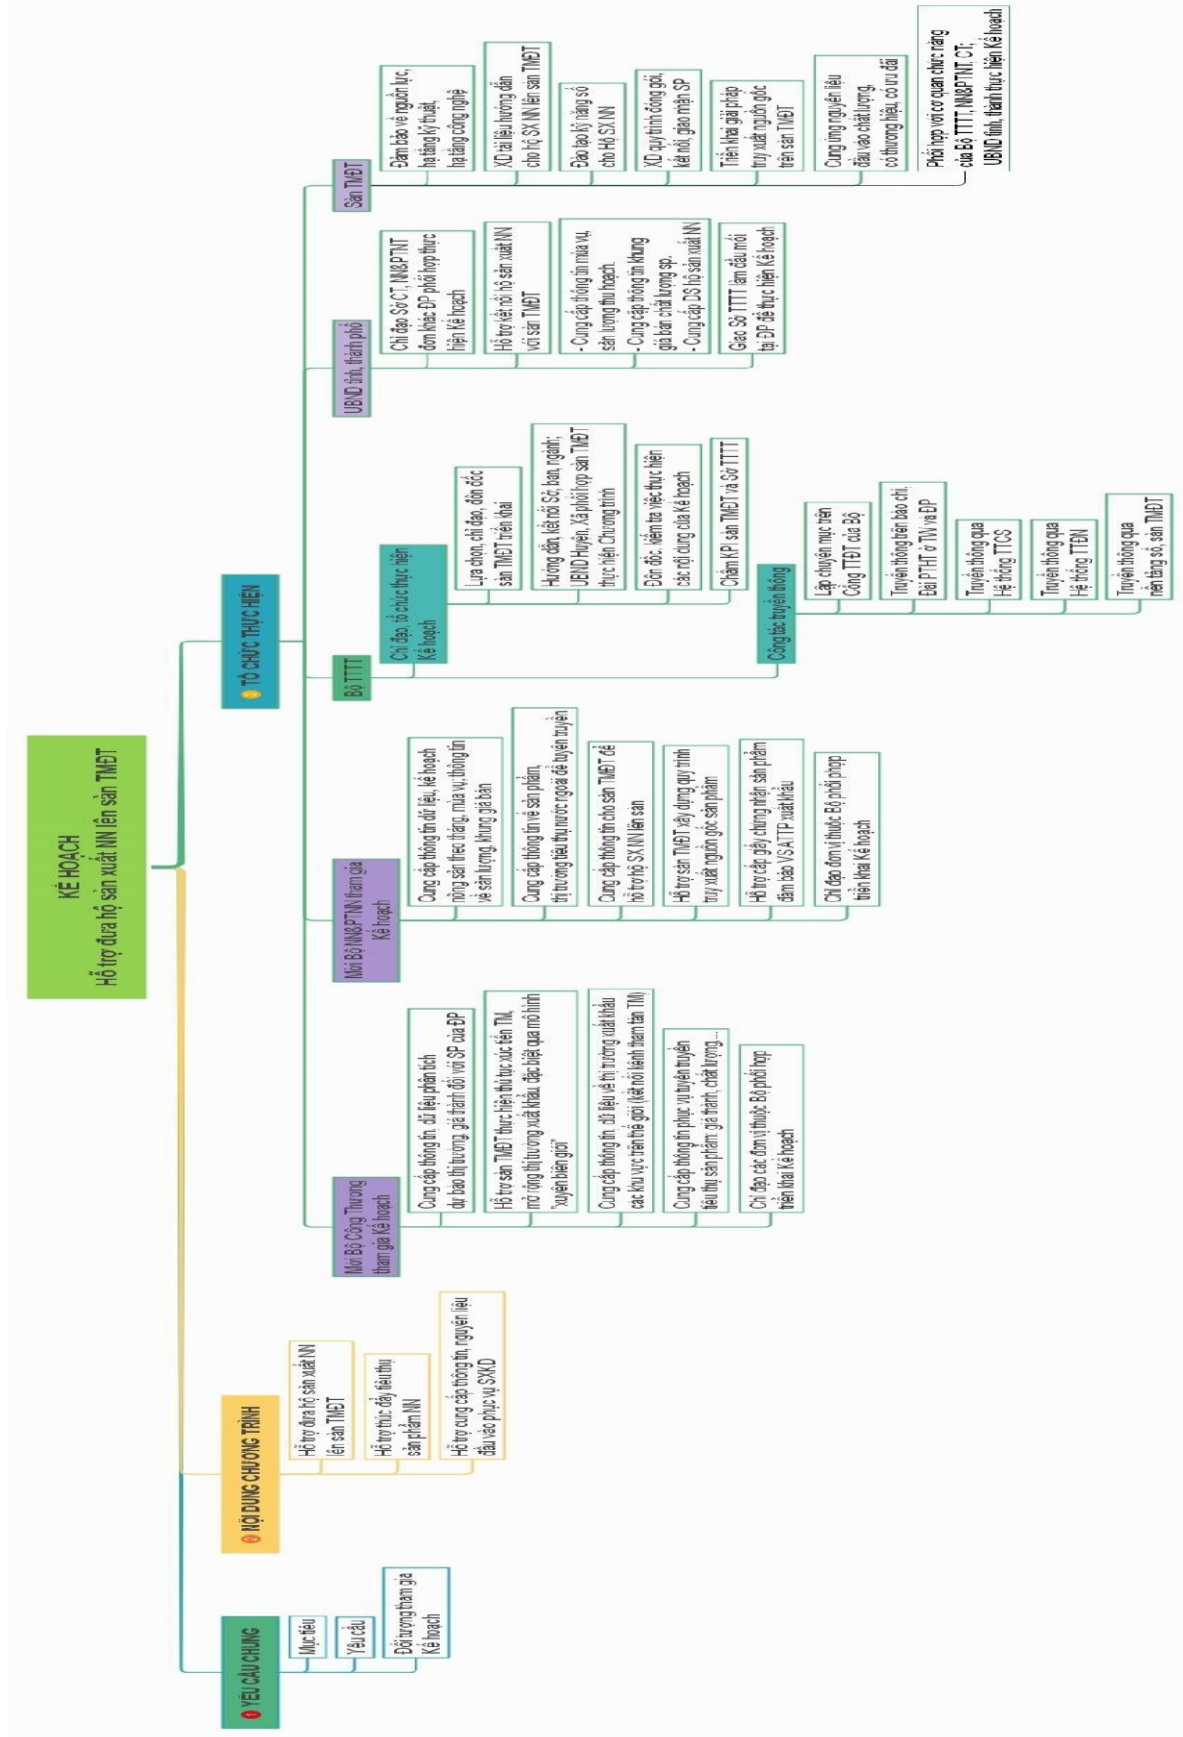 KẾ HOẠCH
Hỗ trợ đưa hộ sản xuất NN lên sàn TMĐT
1 YÊU CẦU CHUNG
Mục tiêu
Yêu cầu
Đối tượng tham gia
Kế hoạch
2 NỘI DUNG CHƯƠNG TRÌNH
Hỗ trợ đưa hộ sản xuất NN
lên sàn TMĐT
Hỗ trợ thúc đẩy tiêu thụ
sản phẩm NN
Hỗ trợ cung cấp thông tin, nguyên liệu
đầu vào phục vụ SXKD
3 TỔ CHỨC THỰC HIỆN
Mời Bộ Công Thương
tham gia Kế hoạch
Cung cấp thông tin, dữ liệu phân tích
dự báo thị trường, giá thành đối với SP của ĐP
Hỗ trợ sàn TMĐT thực hiện thủ tục xúc tiến TM,
mở rộng thị trường xuất khẩu, đặc biệt qua mô hình
"xuyên biên giới"
Cung cấp thông tin, dữ liệu về thị trường xuất khẩu
các khu vực trên thế giới (kết nối kênh tham tán TM)
Cung cấp thông tin phục vụ tuyên truyền
tiêu thụ sản phẩm: giá thành, chất lượng,...
Chỉ đạo các đơn vị thuộc Bộ phối hợp
triển khai Kế hoạch
Mời Bộ NN&PTNN tham gia
Kế hoạch
Cung cấp thông tin dữ liệu, kế hoạch
nông sản theo tháng, mùa vụ; thông tin
về sản lượng, khung giá bán
Cung cấp thông tin về sản phẩm,
thị trường tiêu thụ nước ngoài để tuyên truyền
Cung cấp thông tin cho sàn TMĐT để
hỗ trợ hộ SX NN lên sàn
Hỗ trợ sàn TMĐT xây dựng quy trình
truy xuất nguồn gốc sản phẩm
Hỗ trợ cấp giấy chứng nhận sản phẩm
đảm bảo VSATTP xuất khẩu
Chỉ đạo đơn vị thuộc Bộ phối phợp
triển khai Kế hoạch
Bộ TTTT
Chỉ đạo, tổ chức thực hiện
Kế hoạch
Lựa chọn, chỉ đạo, đôn đốc
sàn TMĐT triển khai
Hướng dẫn, kết nối Sở, ban, ngành;
UBND Huyện, Xã phối hợp sàn TMĐT
thực hiện Chương trình
Đôn đốc, kiểm tra việc thực hiện
các nội dung của Kế hoạch
Chấm KPI sàn TMĐT và Sở TTTT
Công tác truyền thông
Lập chuyên mục trên
Cổng TTĐT của Bộ
Truyền thông trên báo chí.
Đài PTHT ở TW và ĐP
Truyền thông qua
Hệ thống TTCS
Truyền thông qua
Hệ thống TTĐN
Truyền thông qua
nền tảng số, sàn TMĐT
UBND tỉnh, thành phố
Chỉ đạo Sở CT, NN&PTNT
đơn khác ĐP phối hợp thực
hiện Kế hoạch
Hỗ trợ kết nối hộ sản xuất NN
với sàn TMĐT
- Cung cấp thông tin mùa vụ,
sản lượng thu hoạch.
- Cung cấp thông tin khung
giá bán chất lượng sp.
- Cung cấp DS hộ sản xuất NN
Giao Sở TTTT làm đầu mối
tại ĐP để thực hiện Kế hoạch
Sàn TMĐT
Đảm bảo về nguồn lực,
hạ tầng kỹ thuật,
hạ tầng công nghệ
XD tài liệu hướng dẫn
cho hộ SX NN lên sàn TMĐT
Đào tạo kỹ năng số
cho Hộ SX NN
XD quy trình đóng gói,
kết nối giao nhận SP
Triển khai giải pháp
truy xuất nguồn gốc
trên sàn TMĐT
Cung ứng nguyên liệu
đầu vào chất lượng,
có thương hiệu, có ưu đãi
Phối hợp với cơ quan chức năng
của Bộ TTTT, NN&PTNT, CT;
UBND tỉnh, thành thực hiện Kế hoạch